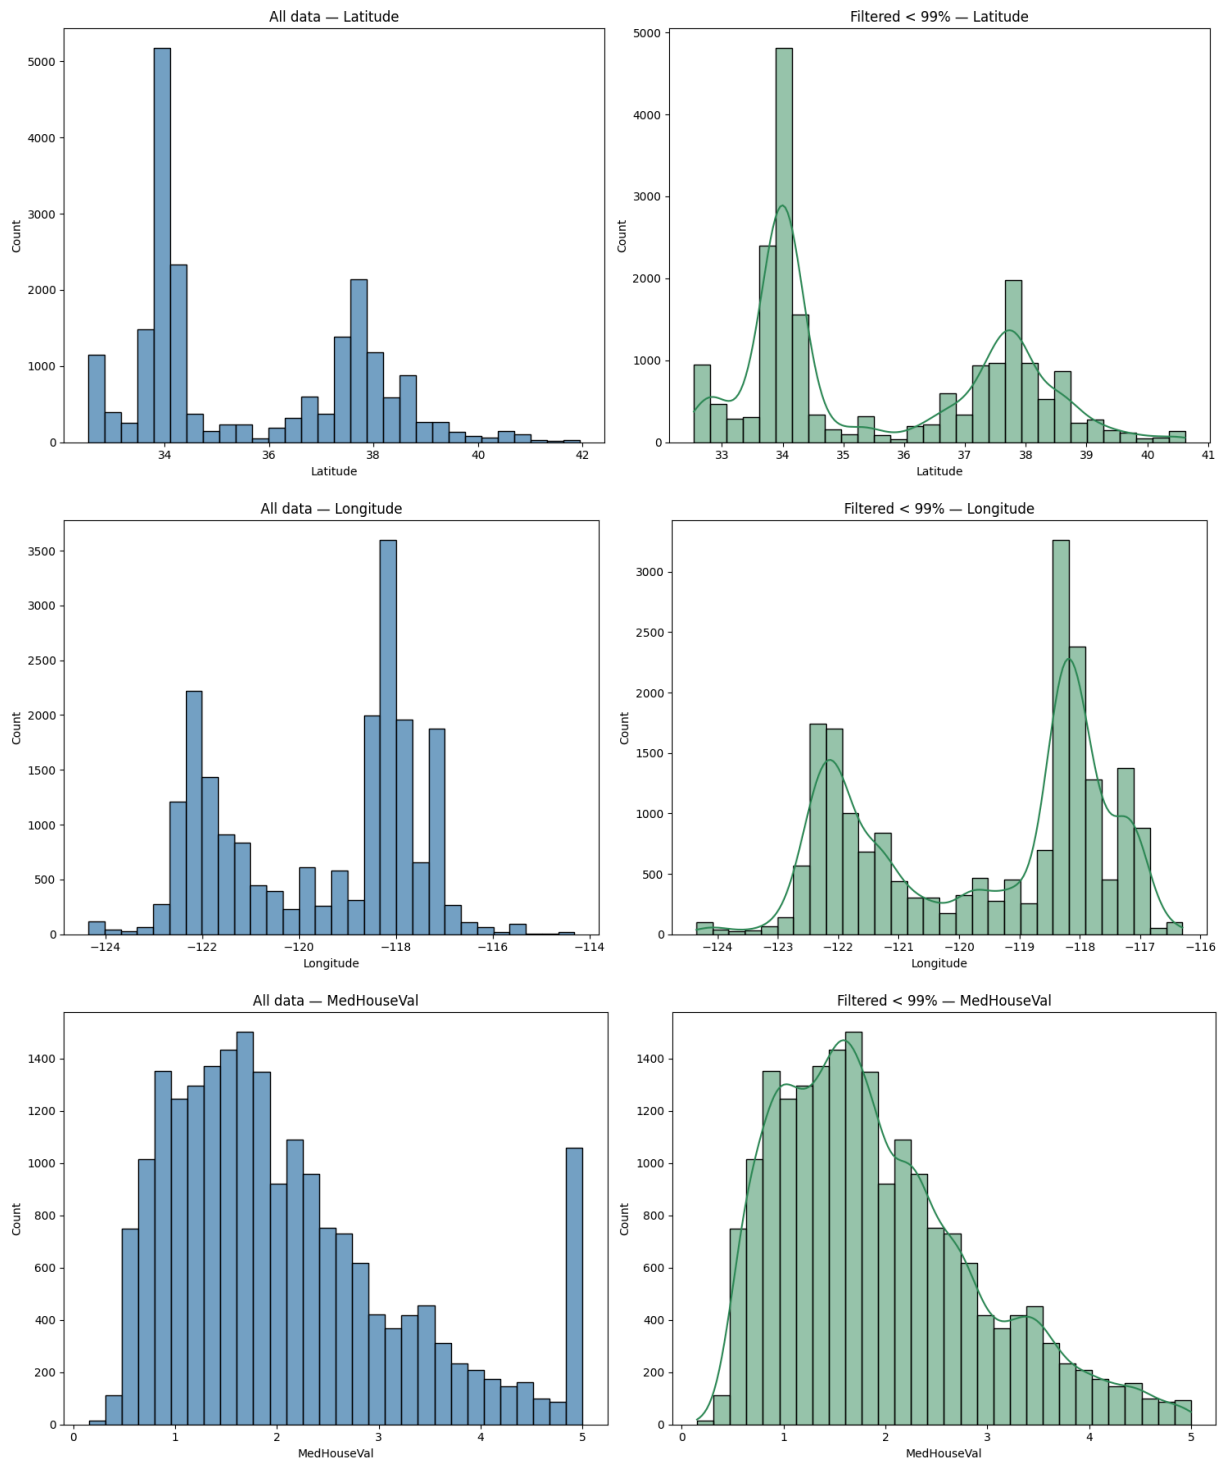 All data — Latitude
Count
5000
4000
3000
2000
1000
0
34 36 38 40 42
Latitude
Filtered < 99% — Latitude
Count
5000
4000
3000
2000
1000
0
33 34 35 36 37 38 39 40 41
Latitude
All data — Longitude
Count
3500
3000
2500
2000
1500
1000
500
0
−124 −122 −120 −118 −116 −114
Longitude
Filtered < 99% — Longitude
Count
3000
2500
2000
1500
1000
500
0
−124 −123 −122 −121 −120 −119 −118 −117 −116
Longitude
All data — MedHouseVal
Count
1400
1200
1000
800
600
400
200
0
0 1 2 3 4 5
MedHouseVal
Filtered < 99% — MedHouseVal
Count
1400
1200
1000
800
600
400
200
0
0 1 2 3 4 5
MedHouseVal